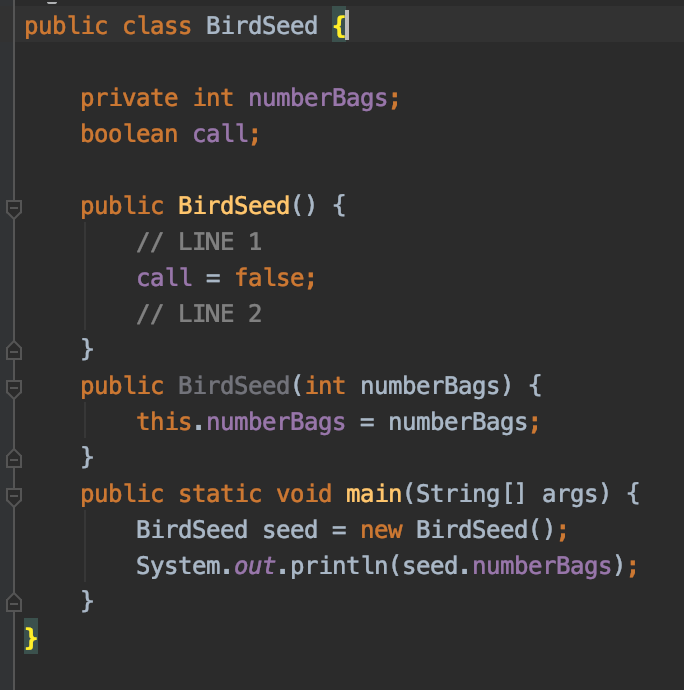 public class BirdSeed {
private int numberBags;
boolean call;
public BirdSeed() {
// LINE 1
call = false;
// LINE 2
}
public BirdSeed(int numberBags) {
this.numberBags = numberBags;
}
public static void main(String[] args) {
BirdSeed seed = new BirdSeed();
System.out.println(seed.numberBags);
}
}